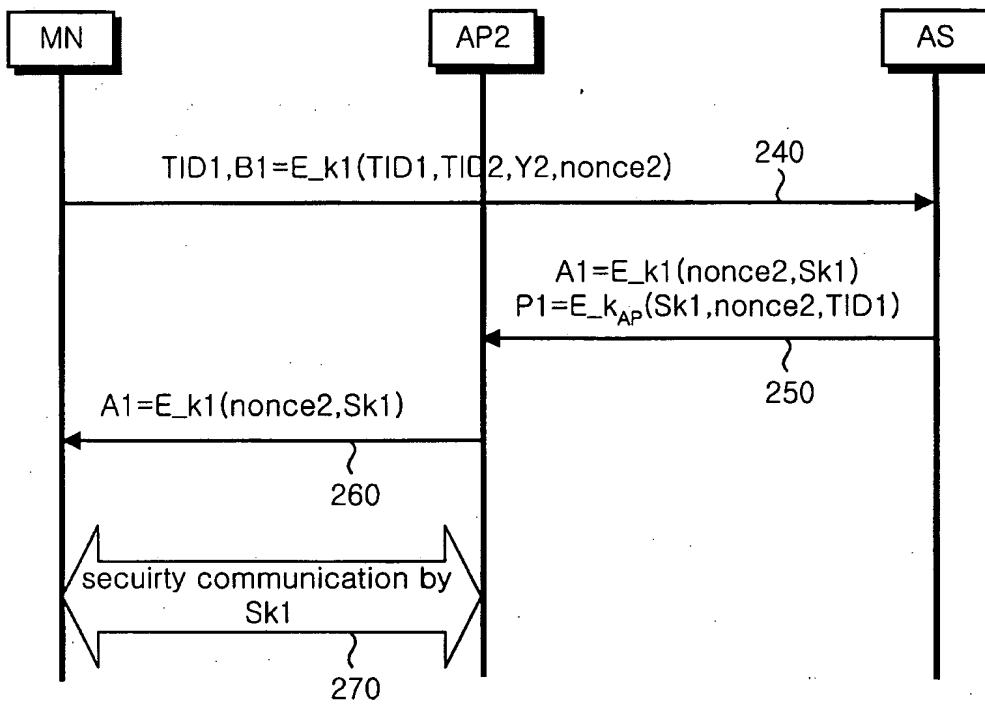 MN
AP2
AS
TID1,B1=E_k1(TID1,TID2,Y2,nonce2)
240
A1=E_k1(nonce2,Sk1)
P1=E_kAP(Sk1,nonce2,TID1)
250
A1=E_k1(nonce2,Sk1)
260
secuirty communication by
Sk1
270